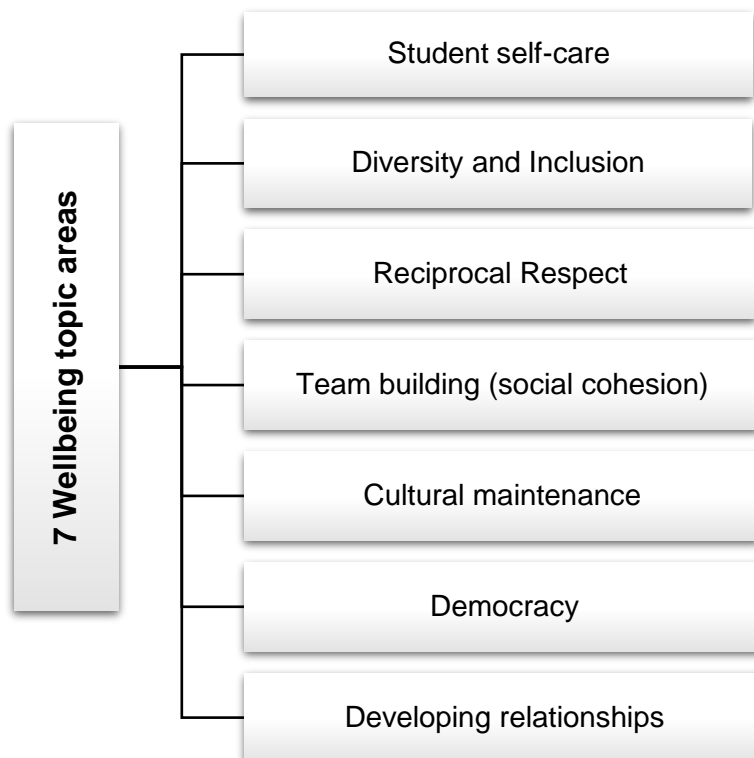 7 Wellbeing topic areas
Student self-care
Diversity and Inclusion
Reciprocal Respect
Team building (social cohesion)
Cultural maintenance
Democracy
Developing relationships